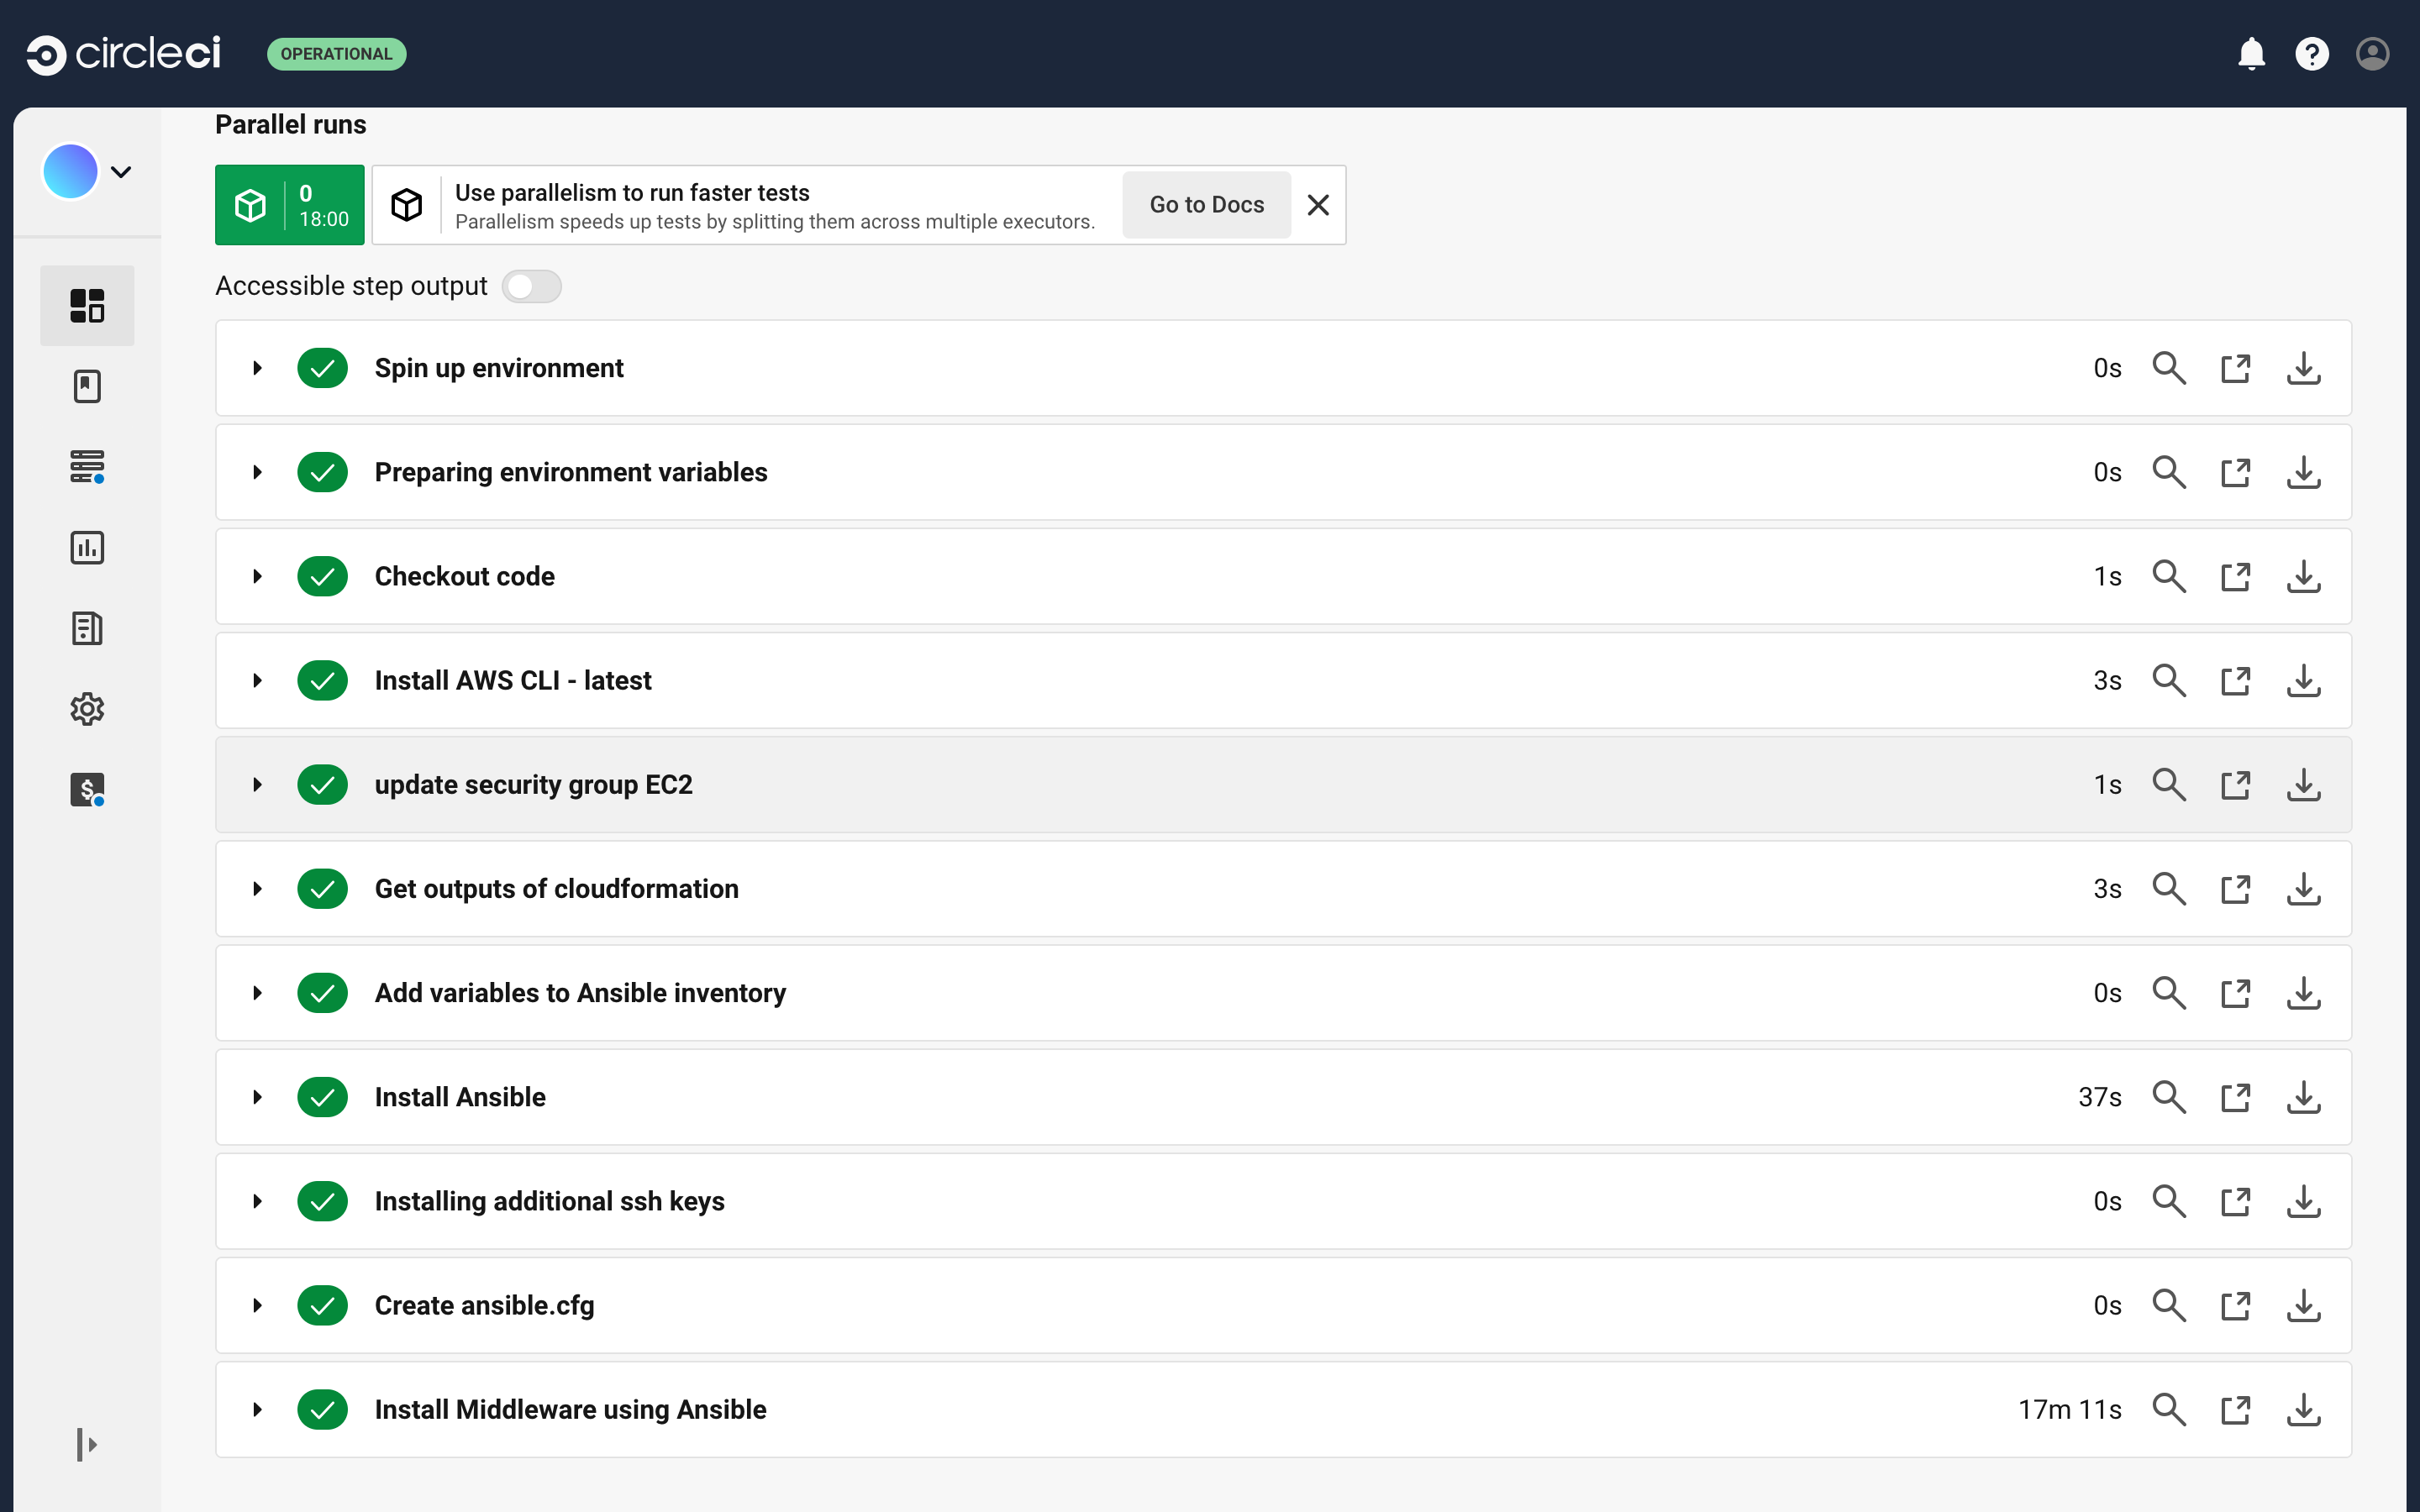 circleci
OPERATIONAL
Parallel runs
0
18:00
Use parallelism to run faster tests
Parallelism speeds up tests by splitting them across multiple executors.
Go to Docs
Accessible step output
Spin up environment 0s
Preparing environment variables 0s
Checkout code 1s
Install AWS CLI - latest 3s
update security group EC2 1s
Get outputs of cloudformation 3s
Add variables to Ansible inventory 0s
Install Ansible 37s
Installing additional ssh keys 0s
Create ansible.cfg 0s
Install Middleware using Ansible 17m 11s